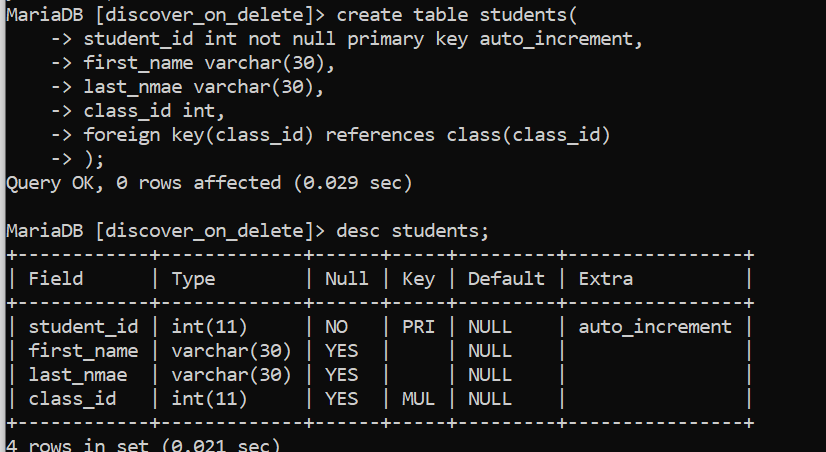 MariaDB [discover_on_delete]> create table students(
    -> student_id int not null primary key auto_increment,
    -> first_name varchar(30),
    -> last_nmae varchar(30),
    -> class_id int,
    -> foreign key(class_id) references class(class_id)
    -> );
Query OK, 0 rows affected (0.029 sec)

MariaDB [discover_on_delete]> desc students;
+------------+-------------+------+-----+---------+----------------+
| Field      | Type        | Null | Key | Default | Extra          |
+------------+-------------+------+-----+---------+----------------+
| student_id | int(11)     | NO   | PRI | NULL    | auto_increment |
| first_name | varchar(30) | YES  |     | NULL    |                |
| last_nmae  | varchar(30) | YES  |     | NULL    |                |
| class_id   | int(11)     | YES  | MUL | NULL    |                |
+------------+-------------+------+-----+---------+----------------+
4 rows in set (0.021 sec)